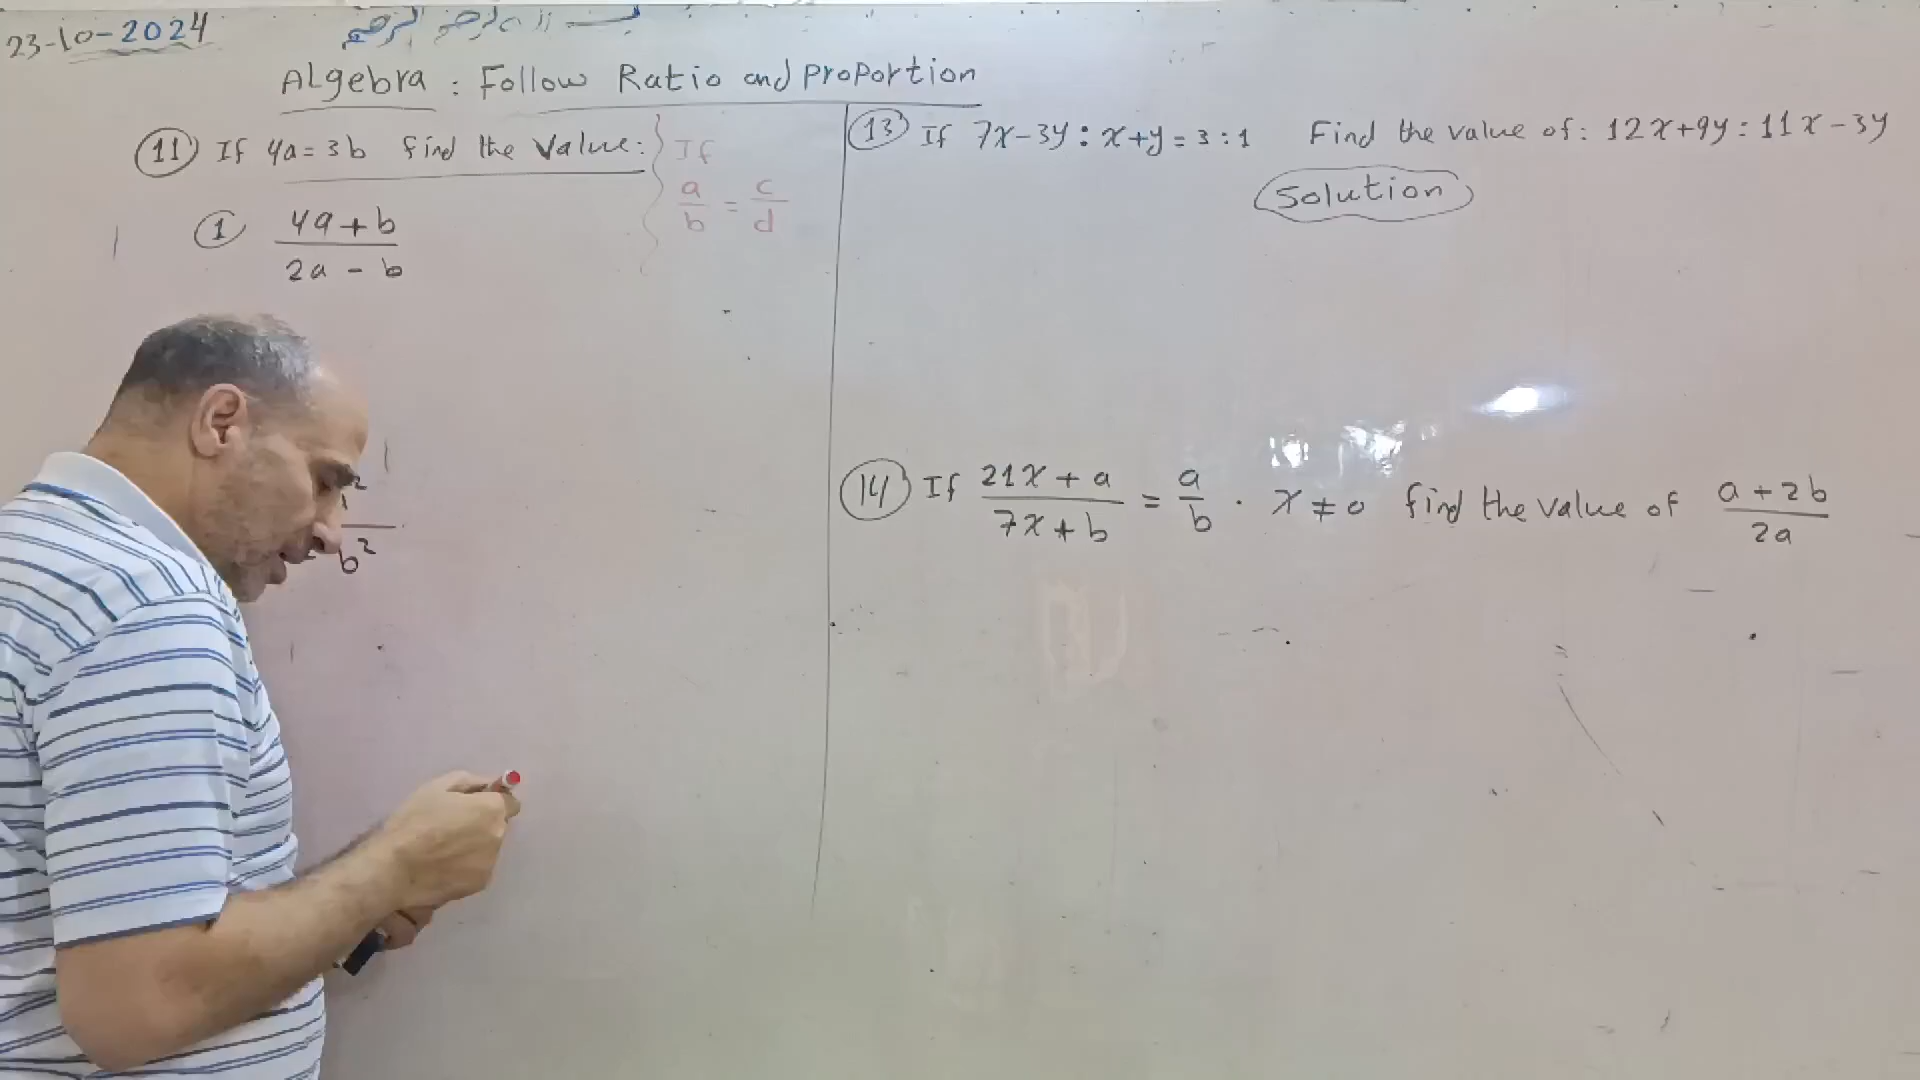 23-10-2024
بسم الله الرحمن الرحيم
Algebra : Follow Ratio and Proportion
(11) If 4a = 3b find the Value :
If
a/b = c/d
(1) (4a + b)/(2a - b)
b²
(13) If 7x - 3y : x + y = 3 : 1 Find the value of : 12x + 9y : 11x - 3y
Solution
(14) If (21x + a)/(7x + b) = a/b . x ≠ 0 find the value of (a + 2b)/2a